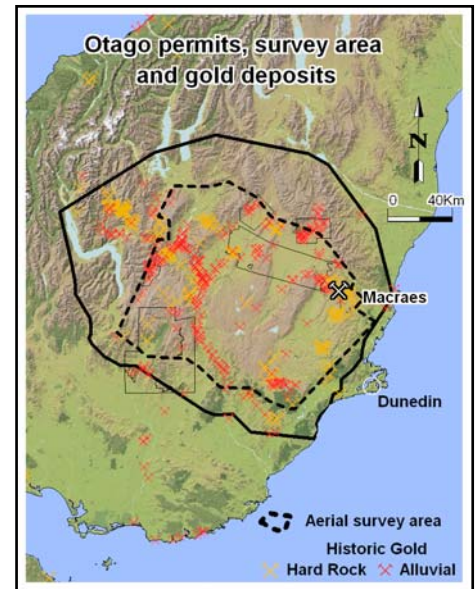 Otago permits, survey area
and gold deposits
N
0 40Km
Macraes
Dunedin
Aerial survey area
Historic Gold
Hard Rock Alluvial